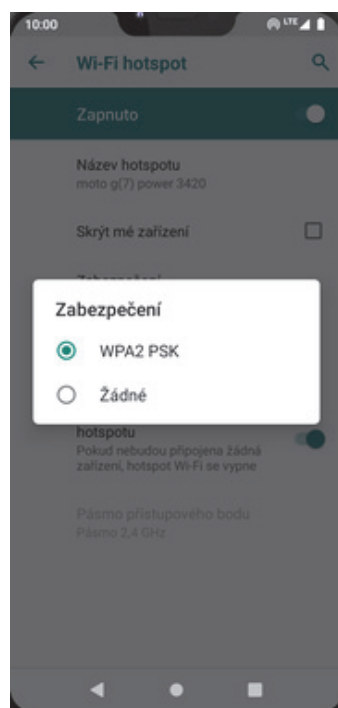 10:00
LTE
Wi-Fi hotspot
Zapnuto
Název hotspotu
moto g(7) power 3420
Skrýt mé zařízení
Zabezpečení
Zabezpečení
WPA2 PSK
Žádné
hotspotu
Pokud nebudou připojena žádná
zařízení, hotspot Wi-Fi se vypne
Pásmo přístupového bodu
Pásmo 2,4 GHz